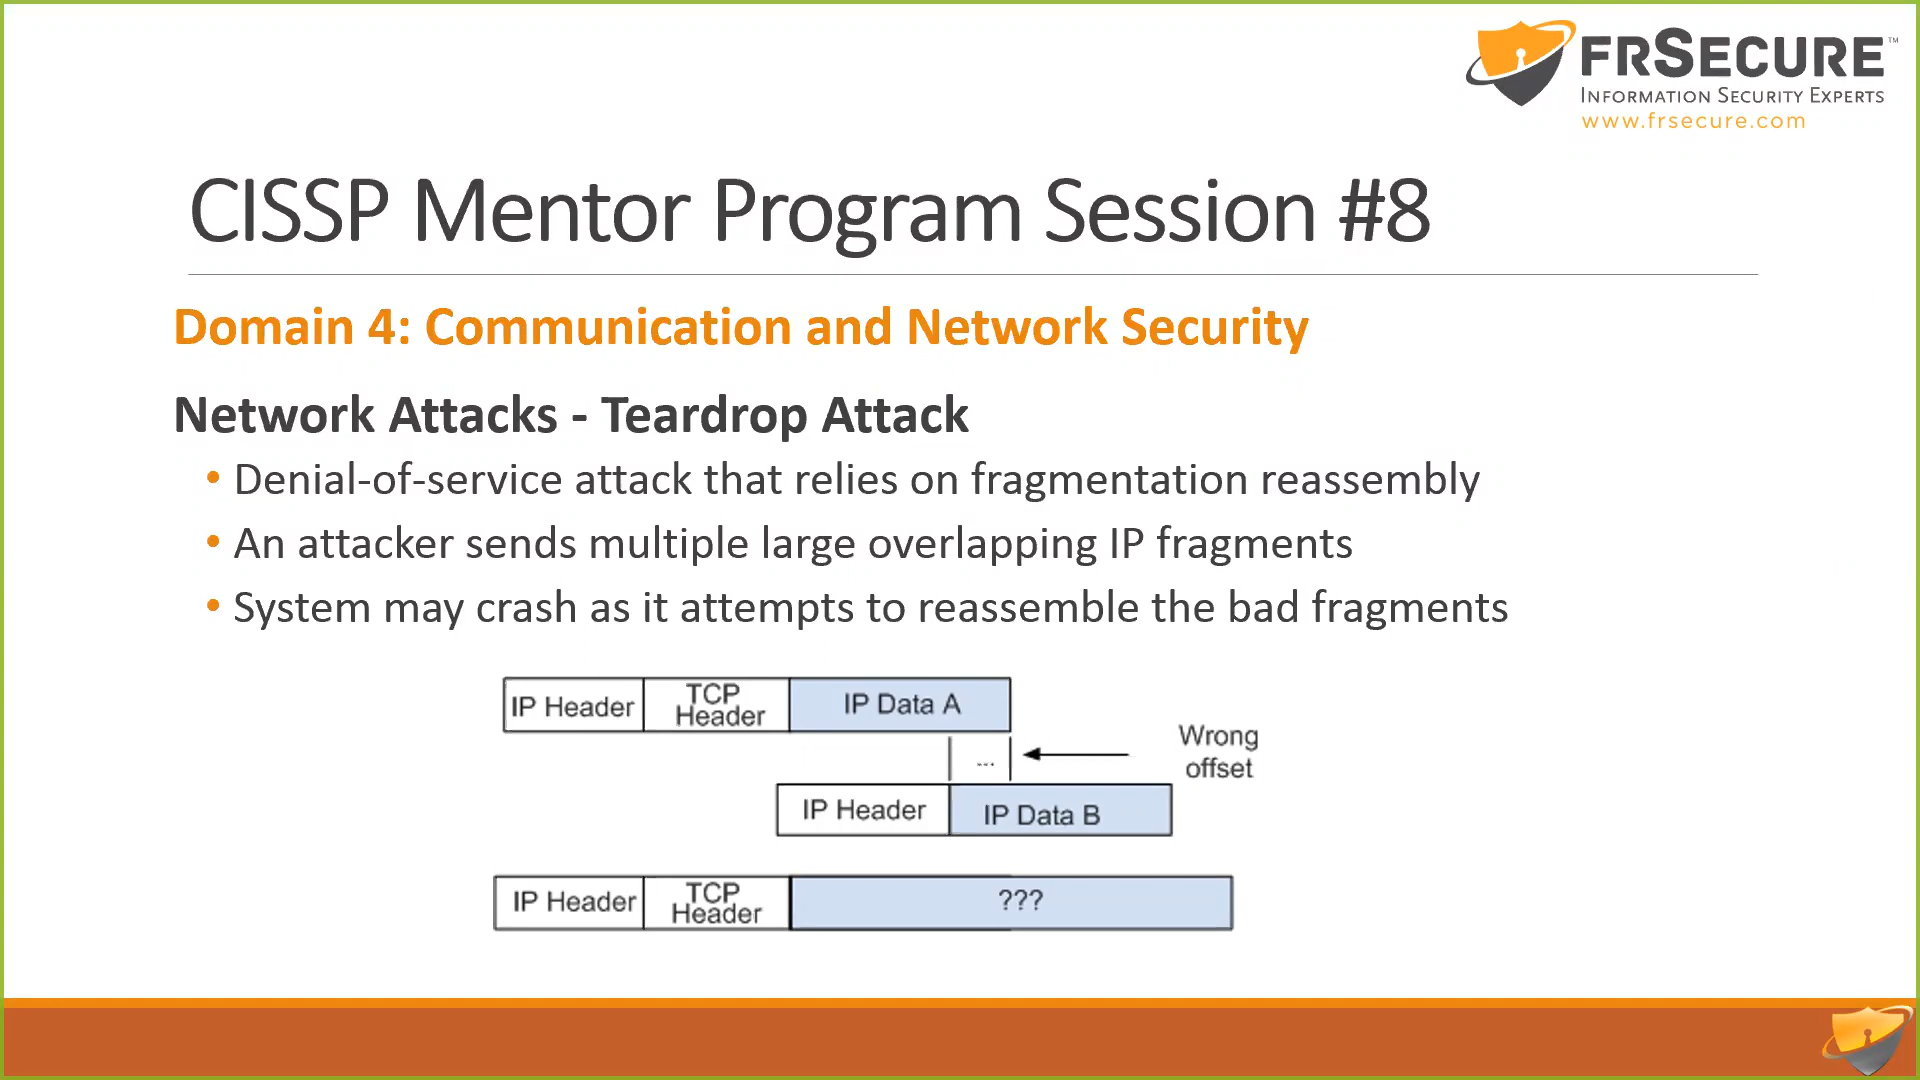 FRSECURE™
INFORMATION SECURITY EXPERTS
www.frsecure.com
CISSP Mentor Program Session #8
Domain 4: Communication and Network Security
Network Attacks - Teardrop Attack
• Denial-of-service attack that relies on fragmentation reassembly
• An attacker sends multiple large overlapping IP fragments
• System may crash as it attempts to reassemble the bad fragments
IP Header
TCP
Header
IP Data A
...
Wrong
offset
IP Header
IP Data B
IP Header
TCP
Header
???